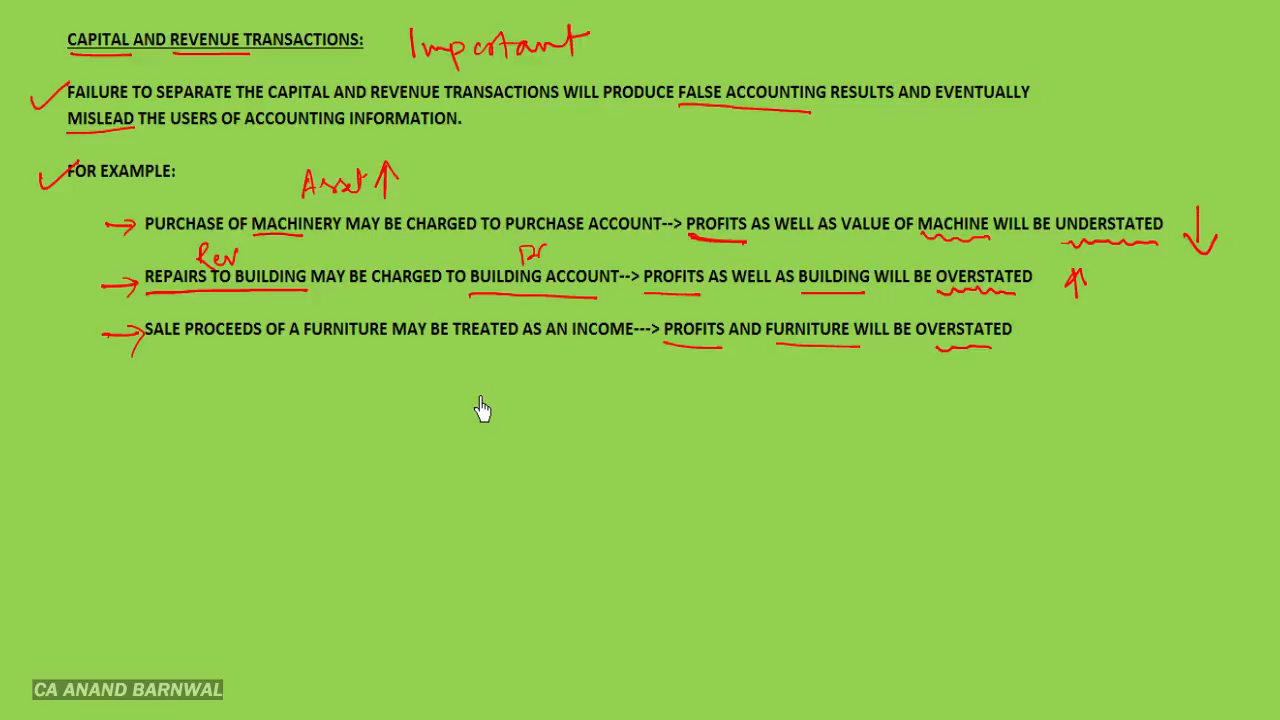 CAPITAL AND REVENUE TRANSACTIONS: Important
FAILURE TO SEPARATE THE CAPITAL AND REVENUE TRANSACTIONS WILL PRODUCE FALSE ACCOUNTING RESULTS AND EVENTUALLY
MISLEAD THE USERS OF ACCOUNTING INFORMATION.
FOR EXAMPLE:
Asset ↑
PURCHASE OF MACHINERY MAY BE CHARGED TO PURCHASE ACCOUNT--> PROFITS AS WELL AS VALUE OF MACHINE WILL BE UNDERSTATED ↓
Rev Dr
REPAIRS TO BUILDING MAY BE CHARGED TO BUILDING ACCOUNT--> PROFITS AS WELL AS BUILDING WILL BE OVERSTATED ↑
SALE PROCEEDS OF A FURNITURE MAY BE TREATED AS AN INCOME---> PROFITS AND FURNITURE WILL BE OVERSTATED
CA ANAND BARNWAL